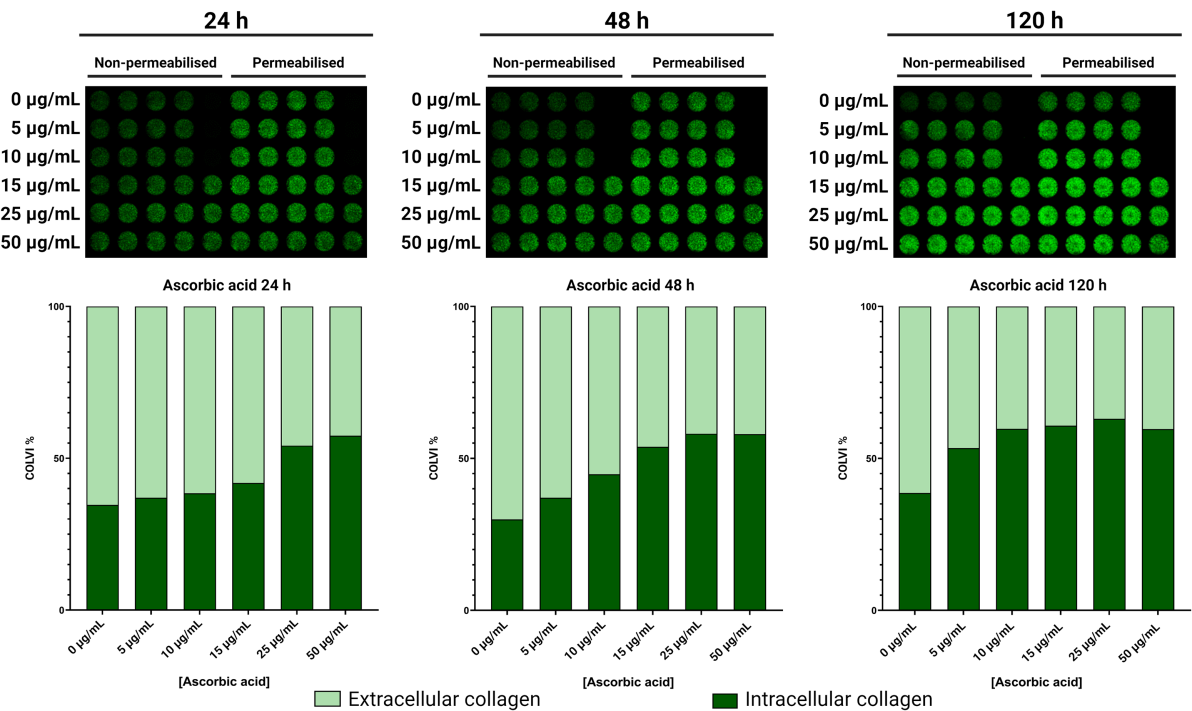 24 h
48 h
120 h
Non-permeabilised
Permeabilised
Non-permeabilised
Permeabilised
Non-permeabilised
Permeabilised
0 µg/mL
5 µg/mL
10 µg/mL
15 µg/mL
25 µg/mL
50 µg/mL
0 µg/mL
5 µg/mL
10 µg/mL
15 µg/mL
25 µg/mL
50 µg/mL
0 µg/mL
5 µg/mL
10 µg/mL
15 µg/mL
25 µg/mL
50 µg/mL
Ascorbic acid 24 h
100
50
0
COLVI %
0 µg/mL
5 µg/mL
10 µg/mL
15 µg/mL
25 µg/mL
50 µg/mL
[Ascorbic acid]
Ascorbic acid 48 h
100
50
0
COLVI %
0 µg/mL
5 µg/mL
10 µg/mL
15 µg/mL
25 µg/mL
50 µg/mL
[Ascorbic acid]
Ascorbic acid 120 h
100
50
0
COLVI %
0 µg/mL
5 µg/mL
10 µg/mL
15 µg/mL
25 µg/mL
50 µg/mL
[Ascorbic acid]
Extracellular collagen
Intracellular collagen